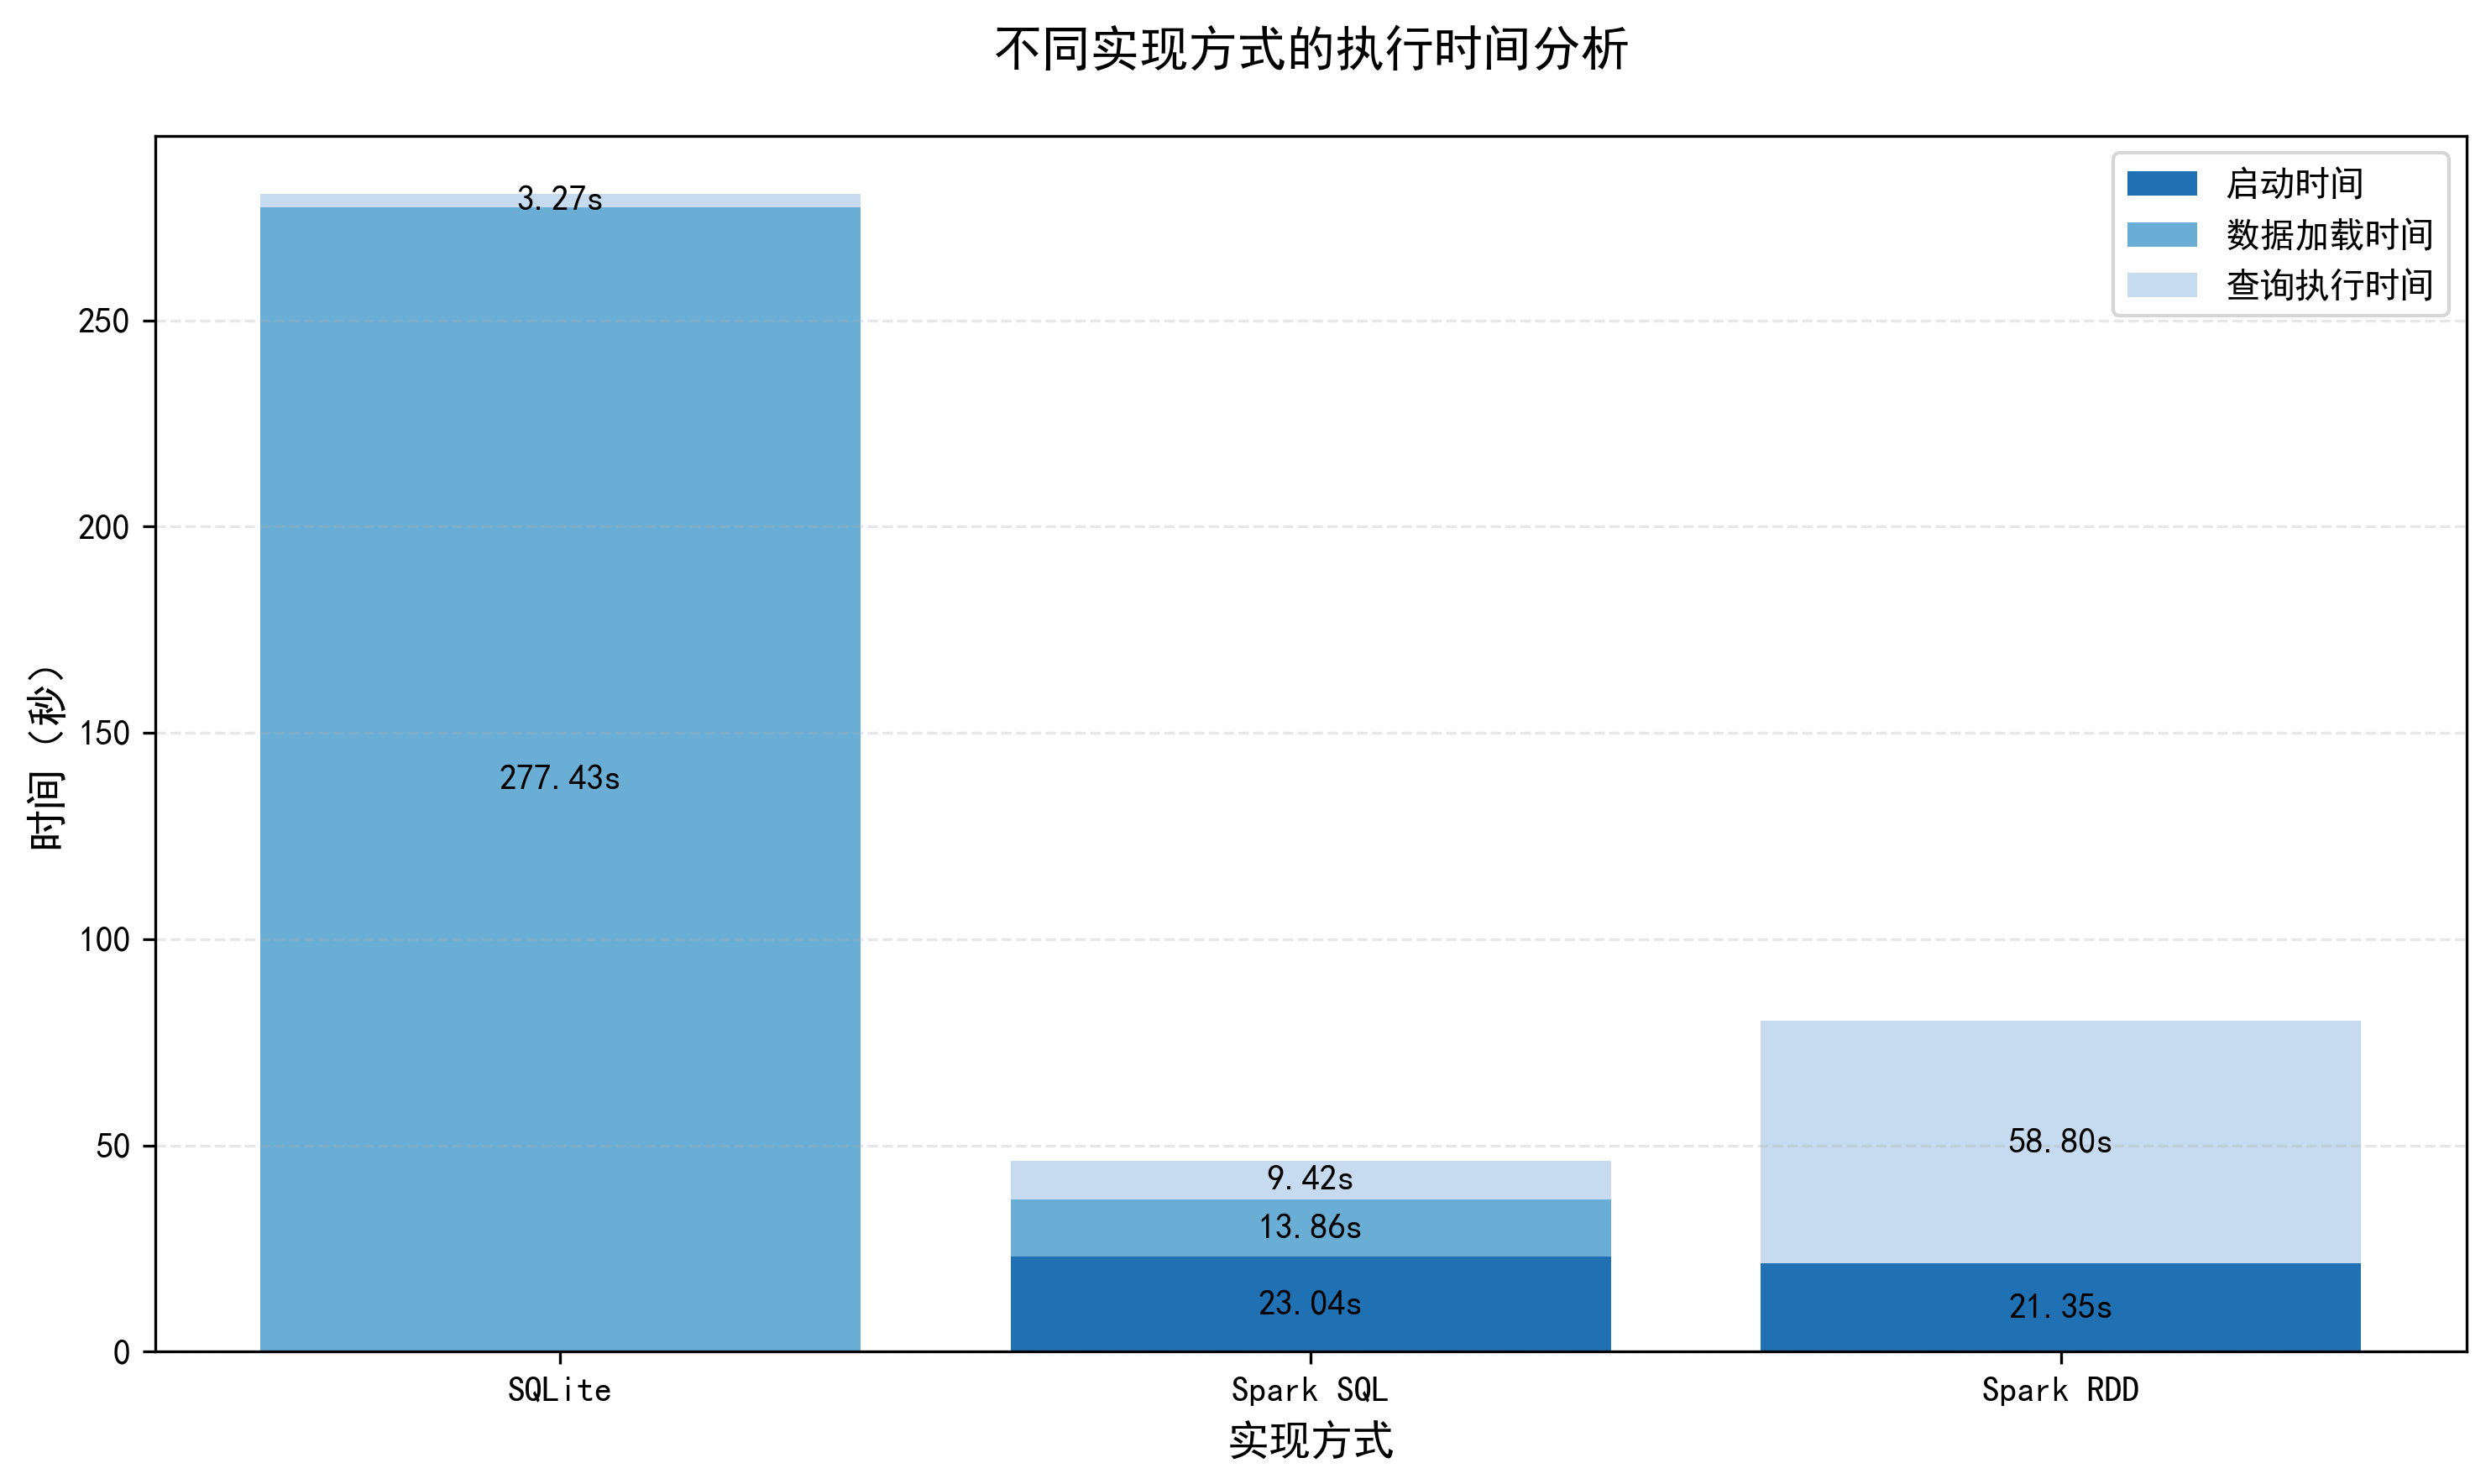 不同实现方式的执行时间分析
启动时间
数据加载时间
查询执行时间
时间（秒）
250
200
150
100
50
0
3.27s
277.43s
9.42s
13.86s
23.04s
58.80s
21.35s
SQLite
Spark SQL
Spark RDD
实现方式